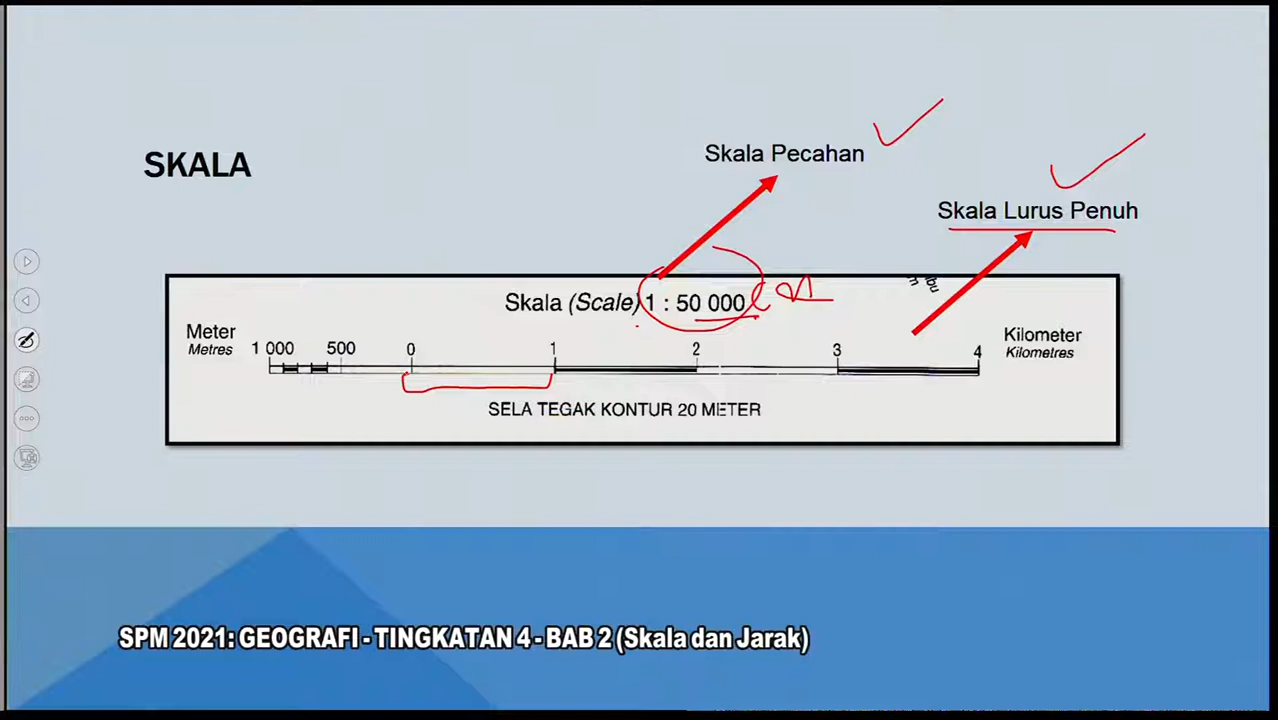 SKALA
Skala Pecahan
Skala Lurus Penuh
Skala (Scale) 1 : 50 000
Meter
Metres
1 000 500 0 1 2 3 4
Kilometer
Kilometres
SELA TEGAK KONTUR 20 METER
SPM 2021: GEOGRAFI - TINGKATAN 4 - BAB 2 (Skala dan Jarak)